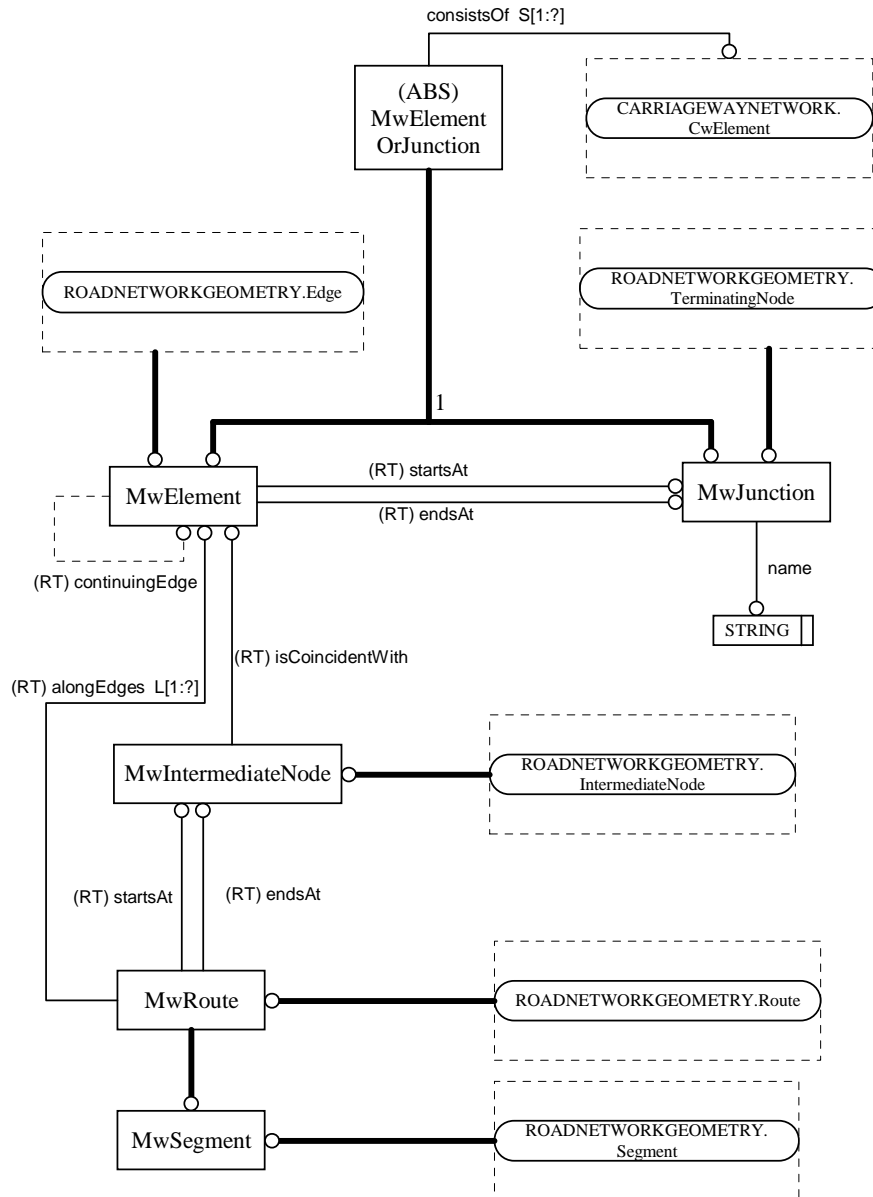 consistsOf S[1:?]
(ABS)
MwElement
OrJunction
CARRIAGEWAYNETWORK.
CwElement
ROADNETWORKGEOMETRY.Edge
ROADNETWORKGEOMETRY.
TerminatingNode
1
MwElement
(RT) startsAt
(RT) endsAt
MwJunction
(RT) continuingEdge
name
STRING
(RT) isCoincidentWith
(RT) alongEdges L[1:?]
MwIntermediateNode
ROADNETWORKGEOMETRY.
IntermediateNode
(RT) startsAt
(RT) endsAt
MwRoute
ROADNETWORKGEOMETRY.Route
MwSegment
ROADNETWORKGEOMETRY.
Segment